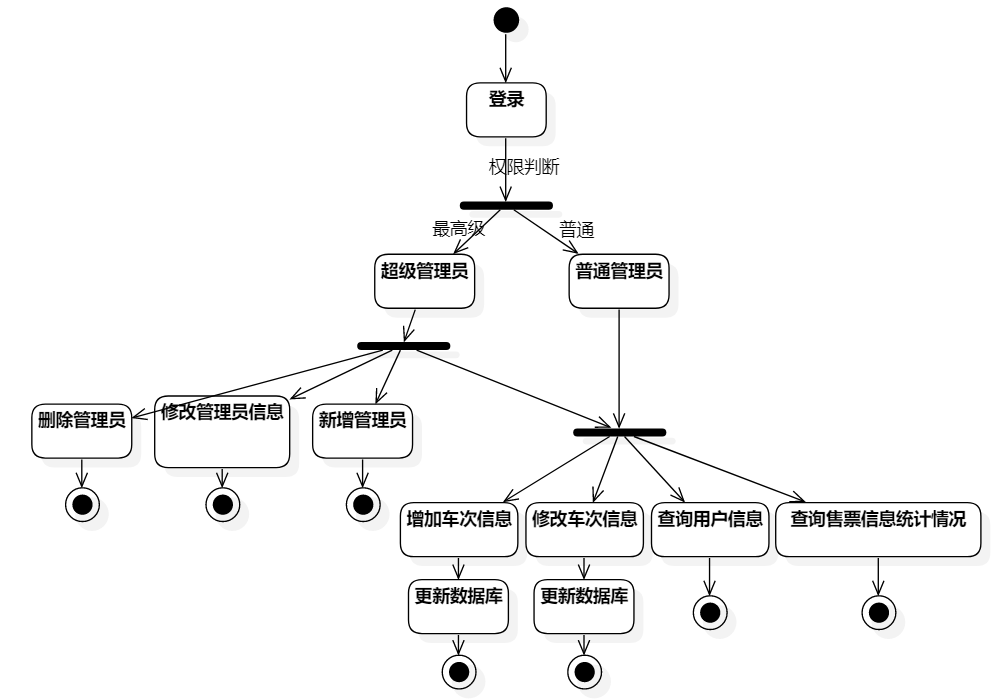 登录
权限判断
最高级
普通
超级管理员
普通管理员
删除管理员
修改管理员信息
新增管理员
增加车次信息
修改车次信息
查询用户信息
查询售票信息统计情况
更新数据库
更新数据库